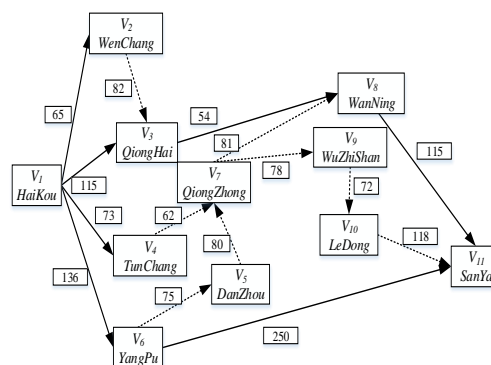 V2
WenChang
82
65
V3
QiongHai
54
V8
WanNing
81
V9
WuZhiShan
78
V7
QiongZhong
V1
HaiKou
115
115
72
73
62
V4
TunChang
V10
LeDong
80
118
V5
DanZhou
V11
SanYa
136
75
250
V6
YangPu